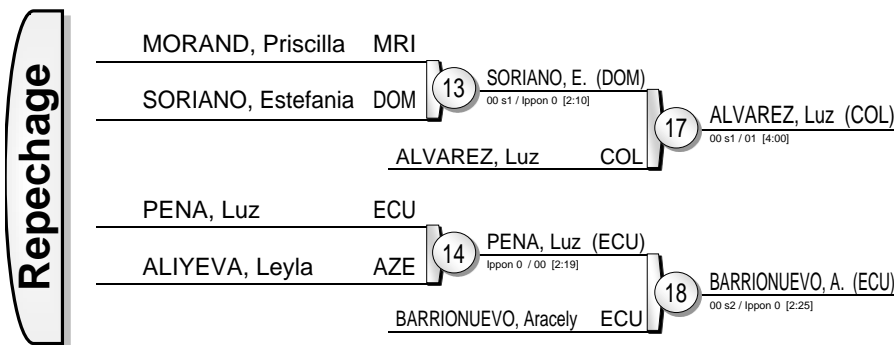 Repechage
MORAND, Priscilla MRI
SORIANO, Estefania DOM
13
SORIANO, E. (DOM)
00 s1 / Ippon 0 [2:10]
ALVAREZ, Luz COL
17
ALVAREZ, Luz (COL)
00 s1 / 01 [4:00]
PENA, Luz ECU
ALIYEVA, Leyla AZE
14
PENA, Luz (ECU)
Ippon 0 / 00 [2:19]
BARRIONUEVO, Aracely ECU
18
BARRIONUEVO, A. (ECU)
00 s2 / Ippon 0 [2:25]